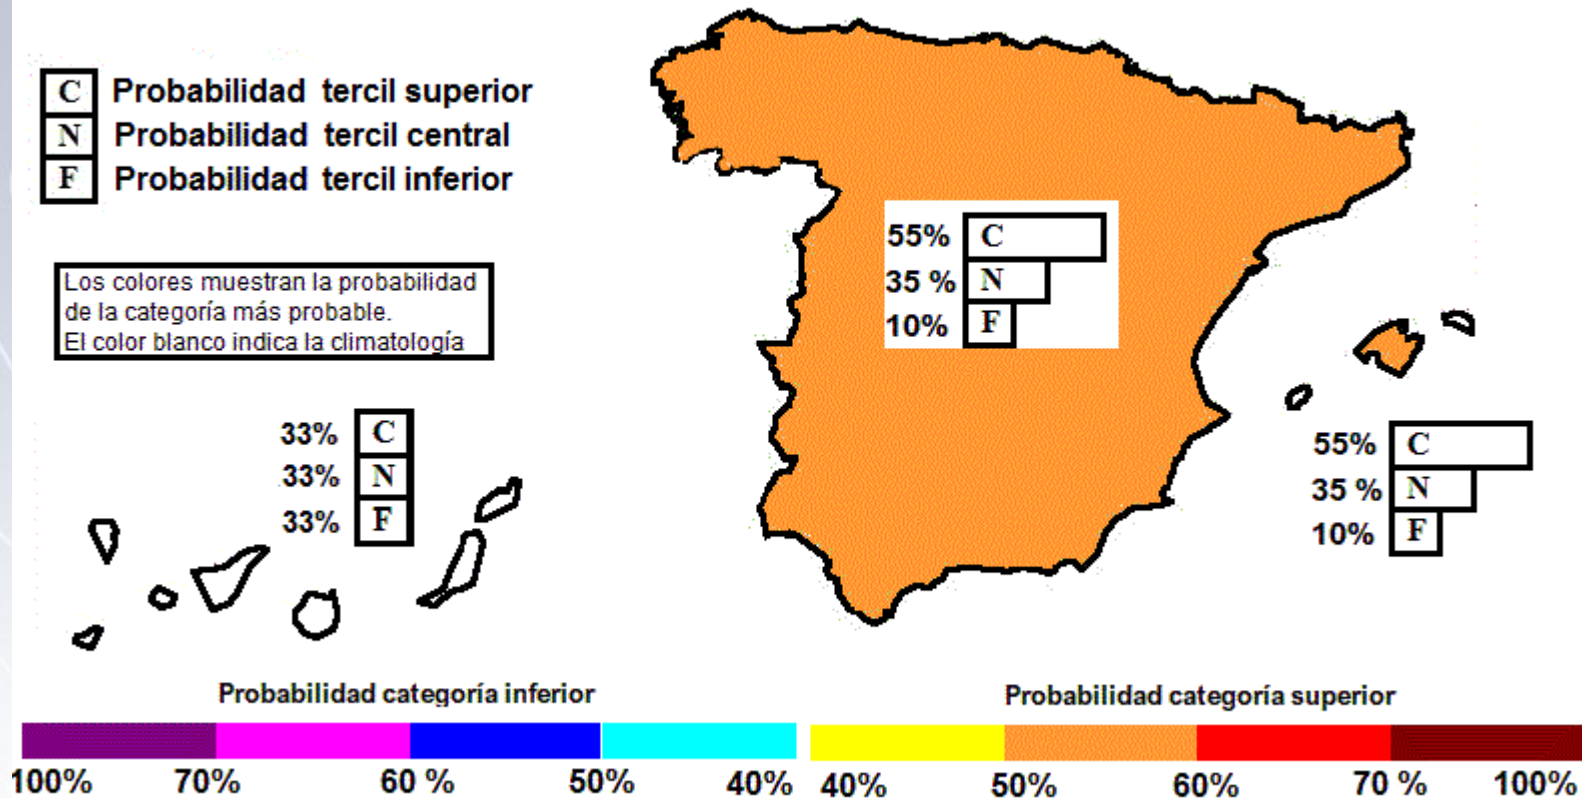 C Probabilidad tercil superior
N Probabilidad tercil central
F Probabilidad tercil inferior
Los colores muestran la probabilidad
de la categoría más probable.
El color blanco indica la climatología
55% C
35 % N
10% F
33% C
33% N
33% F
55% C
35 % N
10% F
Probabilidad categoría inferior
100% 70% 60 % 50% 40%
Probabilidad categoría superior
40% 50% 60% 70 % 100%